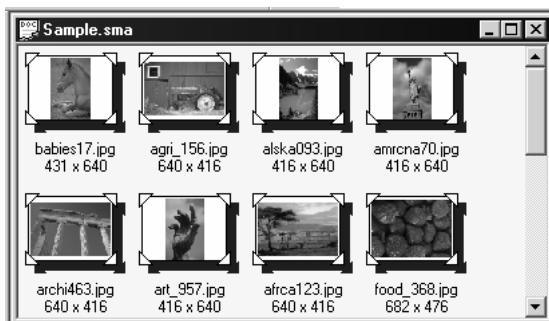 DOC
Sample.sma
babies17.jpg
431 x 640
agri_156.jpg
640 x 416
alska093.jpg
416 x 640
amrcna70.jpg
416 x 640
archi463.jpg
640 x 416
art_957.jpg
416 x 640
afrca123.jpg
640 x 416
food_368.jpg
682 x 476